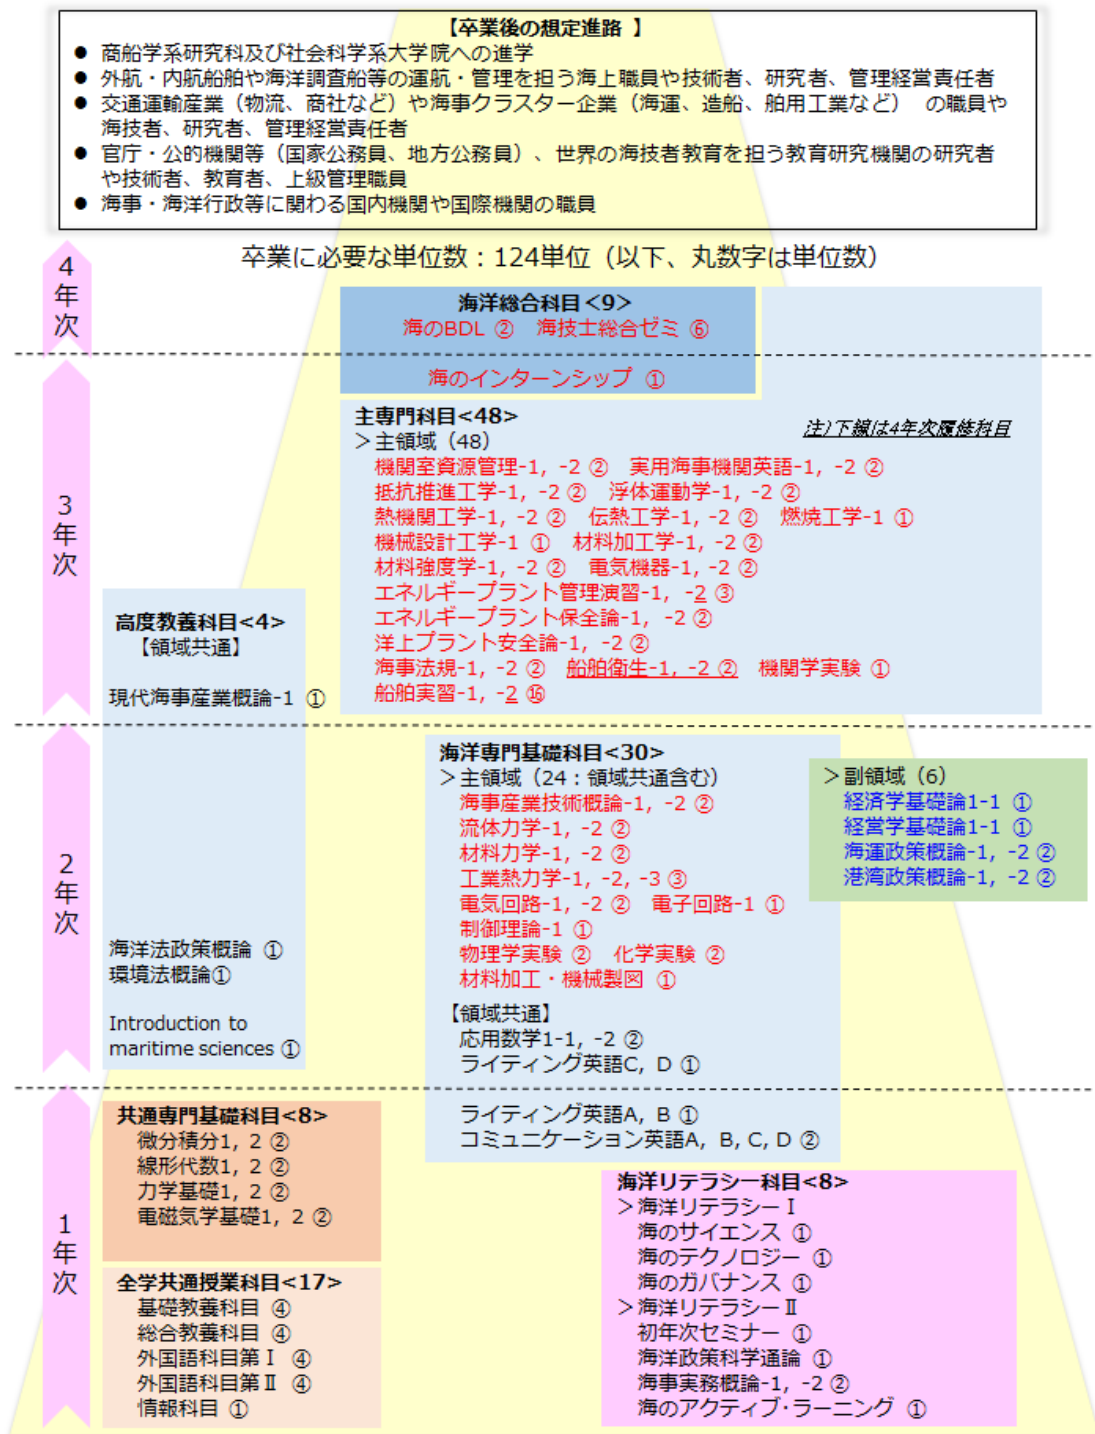 【卒業後の想定進路 】
● 商船学系研究科及び社会科学系大学院への進学
● 外航・内航船舶や海洋調査船等の運航・管理を担う海上職員や技術者、研究者、管理経営責任者
● 交通運輸産業（物流、商社など）や海事クラスター企業（海運、造船、舶用工業など） の職員や
海技者、研究者、管理経営責任者
● 官庁・公的機関等（国家公務員、地方公務員）、世界の海技者教育を担う教育研究機関の研究者
や技術者、教育者、上級管理職員
● 海事・海洋行政等に関わる国内機関や国際機関の職員
卒業に必要な単位数：124単位（以下、丸数字は単位数）
4年次
海洋総合科目<9>
海のBDL ② 海技士総合ゼミ ⑥
海のインターンシップ ①
3年次
主専門科目<48>
＞主領域（48）
注)下線は4年次履修科目
機関室資源管理-1, -2 ② 実用海事機関英語-1, -2 ②
抵抗推進工学-1, -2 ② 浮体運動学-1, -2 ②
熱機関工学-1, -2 ② 伝熱工学-1, -2 ② 燃焼工学-1 ①
機械設計工学-1 ① 材料加工学-1, -2 ②
材料強度学-1, -2 ② 電気機器-1, -2 ②
エネルギープラント管理演習-1, -2 ③
エネルギープラント保全論-1, -2 ②
洋上プラント安全論-1, -2 ②
海事法規-1, -2 ② 船舶衛生-1, -2 ② 機関学実験 ①
船舶実習-1, -2 ⑯
高度教養科目<4>
【領域共通】
現代海事産業概論-1 ①
2年次
海洋法政策概論 ①
環境法概論①
Introduction to
maritime sciences ①
海洋専門基礎科目<30>
＞主領域（24：領域共通含む）
海事産業技術概論-1, -2 ②
流体力学-1, -2 ②
材料力学-1, -2 ②
工業熱力学-1, -2, -3 ③
電気回路-1, -2 ② 電子回路-1 ①
制御理論-1 ①
物理学実験 ② 化学実験 ②
材料加工・機械製図 ①
【領域共通】
応用数学1-1, -2 ②
ライティング英語C, D ①
ライティング英語A, B ①
コミュニケーション英語A, B, C, D ②
＞副領域（6）
経済学基礎論1-1 ①
経営学基礎論1-1 ①
海運政策概論-1, -2 ②
港湾政策概論-1, -2 ②
1年次
共通専門基礎科目<8>
微分積分1, 2 ②
線形代数1, 2 ②
力学基礎1, 2 ②
電磁気学基礎1, 2 ②
全学共通授業科目<17>
基礎教養科目 ④
総合教養科目 ④
外国語科目第Ⅰ ④
外国語科目第Ⅱ ④
情報科目 ①
海洋リテラシー科目<8>
＞海洋リテラシーⅠ
海のサイエンス ①
海のテクノロジー ①
海のガバナンス ①
＞海洋リテラシーⅡ
初年次セミナー ①
海洋政策科学通論 ①
海事実務概論-1, -2 ②
海のアクティブ・ラーニング ①